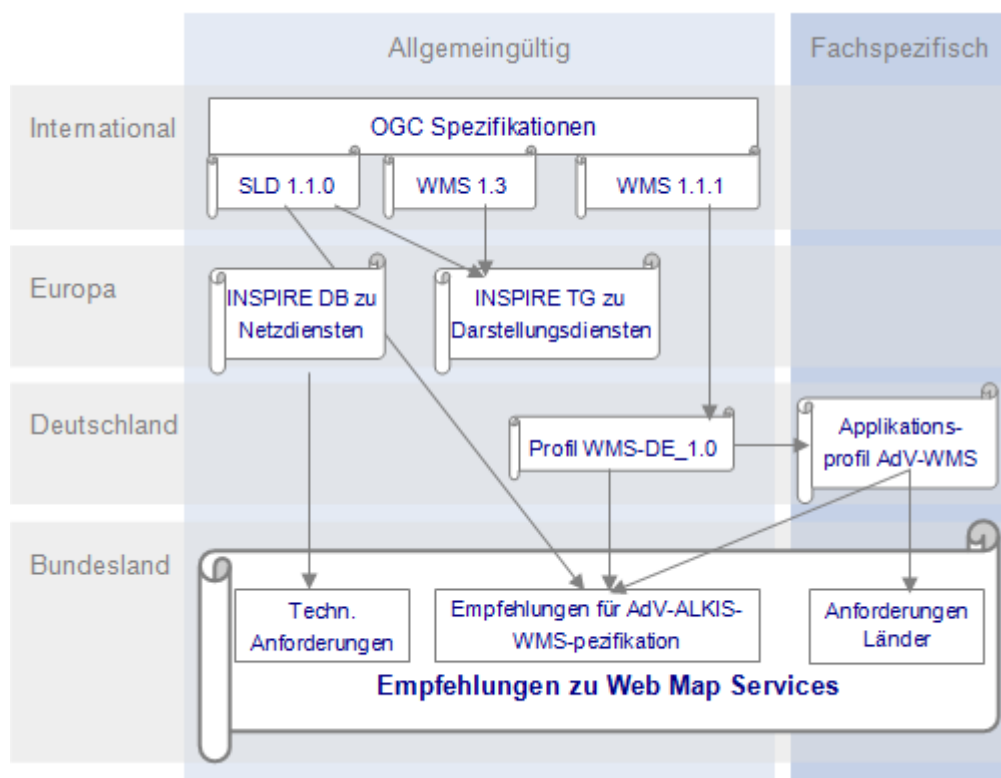 Allgemeingültig
Fachspezifisch
International
OGC Spezifikationen
SLD 1.1.0
WMS 1.3
WMS 1.1.1
Europa
INSPIRE DB zu
Netzdiensten
INSPIRE TG zu
Darstellungsdiensten
Deutschland
Profil WMS-DE_1.0
Applikations-
profil AdV-WMS
Bundesland
Techn.
Anforderungen
Empfehlungen für AdV-ALKIS-
WMS-pezifikation
Anforderungen
Länder
Empfehlungen zu Web Map Services